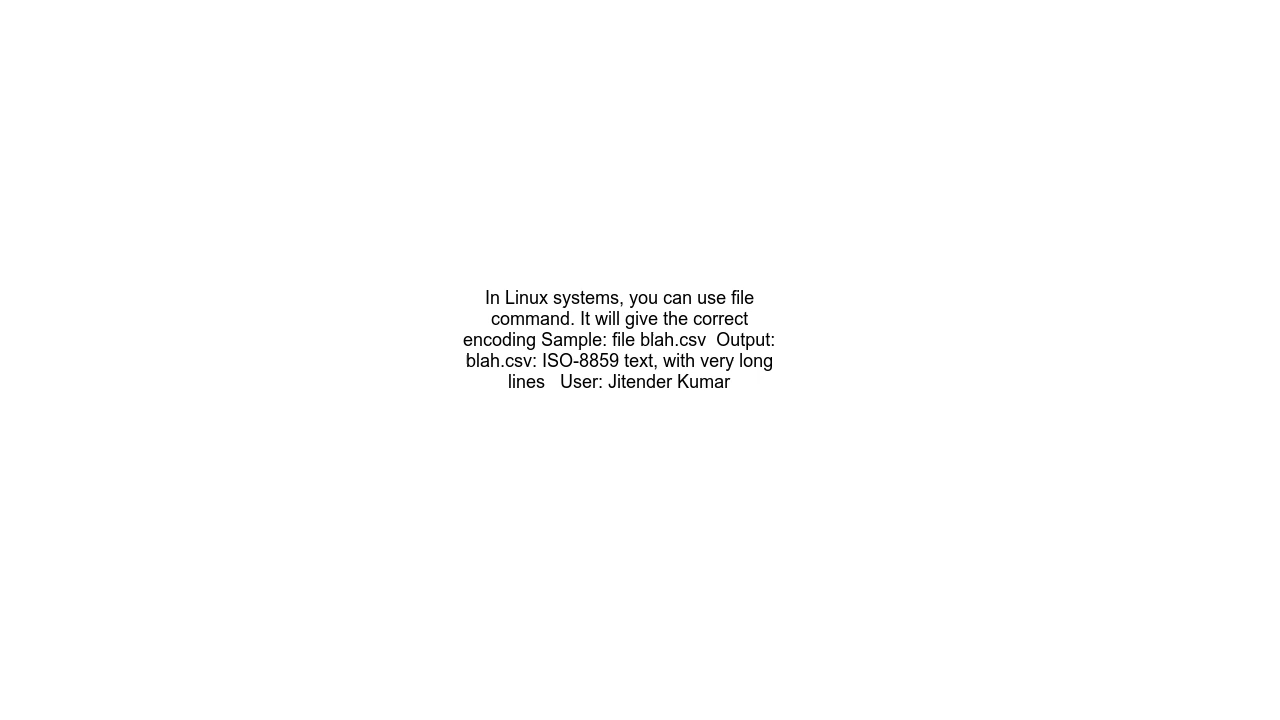 In Linux systems, you can use file
command. It will give the correct
encoding Sample: file blah.csv  Output:
blah.csv: ISO-8859 text, with very long
lines   User: Jitender Kumar